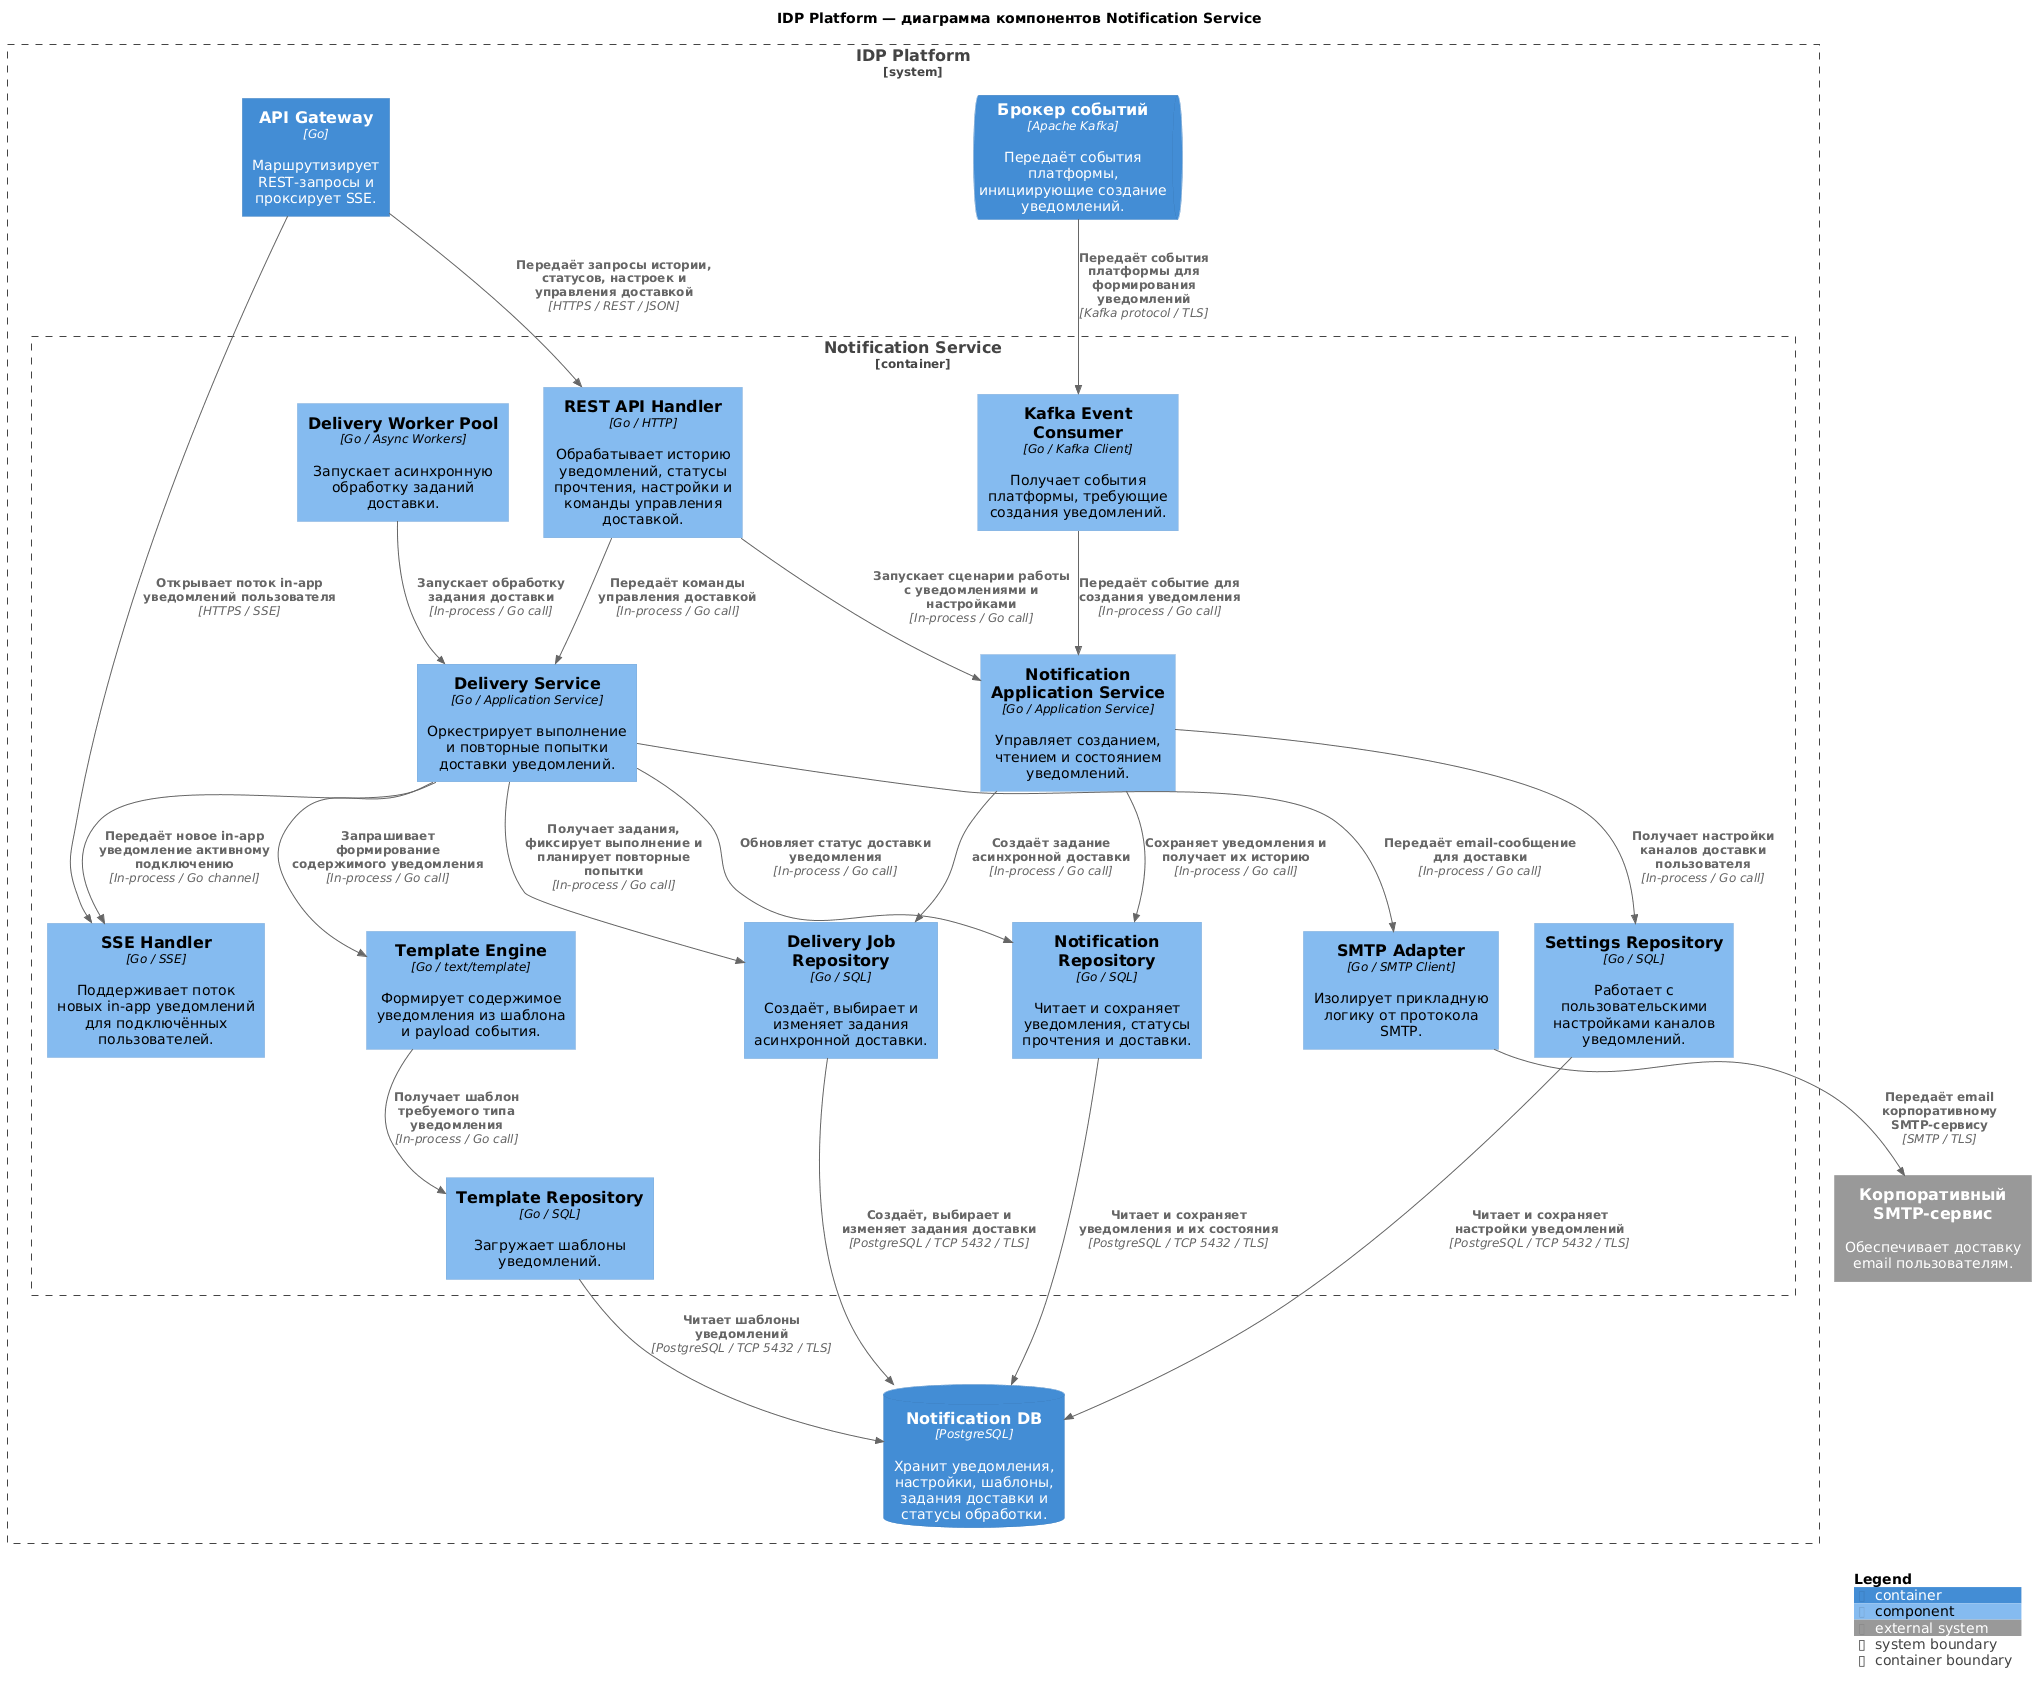 IDP Platform — диаграмма компонентов Notification Service
IDP Platform
[system]
API Gateway
[Go]
Маршрутизирует
REST-запросы и
проксирует SSE.
Брокер событий
[Apache Kafka]
Передаёт события
платформы,
инициирующие создание
уведомлений.
Передаёт запросы истории,
статусов, настроек и
управления доставкой
[HTTPS / REST / JSON]
Передаёт события
платформы для
формирования
уведомлений
[Kafka protocol / TLS]
Notification Service
[container]
Delivery Worker Pool
[Go / Async Workers]
Запускает асинхронную
обработку заданий
доставки.
REST API Handler
[Go / HTTP]
Обрабатывает историю
уведомлений, статусы
прочтения, настройки и
команды управления
доставкой.
Kafka Event
Consumer
[Go / Kafka Client]
Получает события
платформы, требующие
создания уведомлений.
Открывает поток in-app
уведомлений пользователя
[HTTPS / SSE]
Запускает обработку
задания доставки
[In-process / Go call]
Передаёт команды
управления доставкой
[In-process / Go call]
Запускает сценарии работы
с уведомлениями и
настройками
[In-process / Go call]
Передаёт событие для
создания уведомления
[In-process / Go call]
Delivery Service
[Go / Application Service]
Оркестрирует выполнение
и повторные попытки
доставки уведомлений.
Notification
Application Service
[Go / Application Service]
Управляет созданием,
чтением и состоянием
уведомлений.
Передаёт новое in-app
уведомление активному
подключению
[In-process / Go channel]
Запрашивает
формирование
содержимого уведомления
[In-process / Go call]
Получает задания,
фиксирует выполнение и
планирует повторные
попытки
[In-process / Go call]
Обновляет статус доставки
уведомления
[In-process / Go call]
Создаёт задание
асинхронной доставки
[In-process / Go call]
Сохраняет уведомления и
получает их историю
[In-process / Go call]
Передаёт email-сообщение
для доставки
[In-process / Go call]
Получает настройки
каналов доставки
пользователя
[In-process / Go call]
SSE Handler
[Go / SSE]
Поддерживает поток
новых in-app уведомлений
для подключённых
пользователей.
Template Engine
[Go / text/template]
Формирует содержимое
уведомления из шаблона
и payload события.
Delivery Job
Repository
[Go / SQL]
Создаёт, выбирает и
изменяет задания
асинхронной доставки.
Notification
Repository
[Go / SQL]
Читает и сохраняет
уведомления, статусы
прочтения и доставки.
SMTP Adapter
[Go / SMTP Client]
Изолирует прикладную
логику от протокола
SMTP.
Settings Repository
[Go / SQL]
Работает с
пользовательскими
настройками каналов
уведомлений.
Получает шаблон
требуемого типа
уведомления
[In-process / Go call]
Передаёт email
корпоративному
SMTP-сервису
[SMTP / TLS]
Template Repository
[Go / SQL]
Загружает шаблоны
уведомлений.
Создаёт, выбирает и
изменяет задания доставки
[PostgreSQL / TCP 5432 / TLS]
Читает и сохраняет
уведомления и их состояния
[PostgreSQL / TCP 5432 / TLS]
Читает и сохраняет
настройки уведомлений
[PostgreSQL / TCP 5432 / TLS]
Корпоративный
SMTP-сервис
Обеспечивает доставку
email пользователям.
Читает шаблоны
уведомлений
[PostgreSQL / TCP 5432 / TLS]
Notification DB
[PostgreSQL]
Хранит уведомления,
настройки, шаблоны,
задания доставки и
статусы обработки.
Legend
container
component
external system
system boundary
container boundary